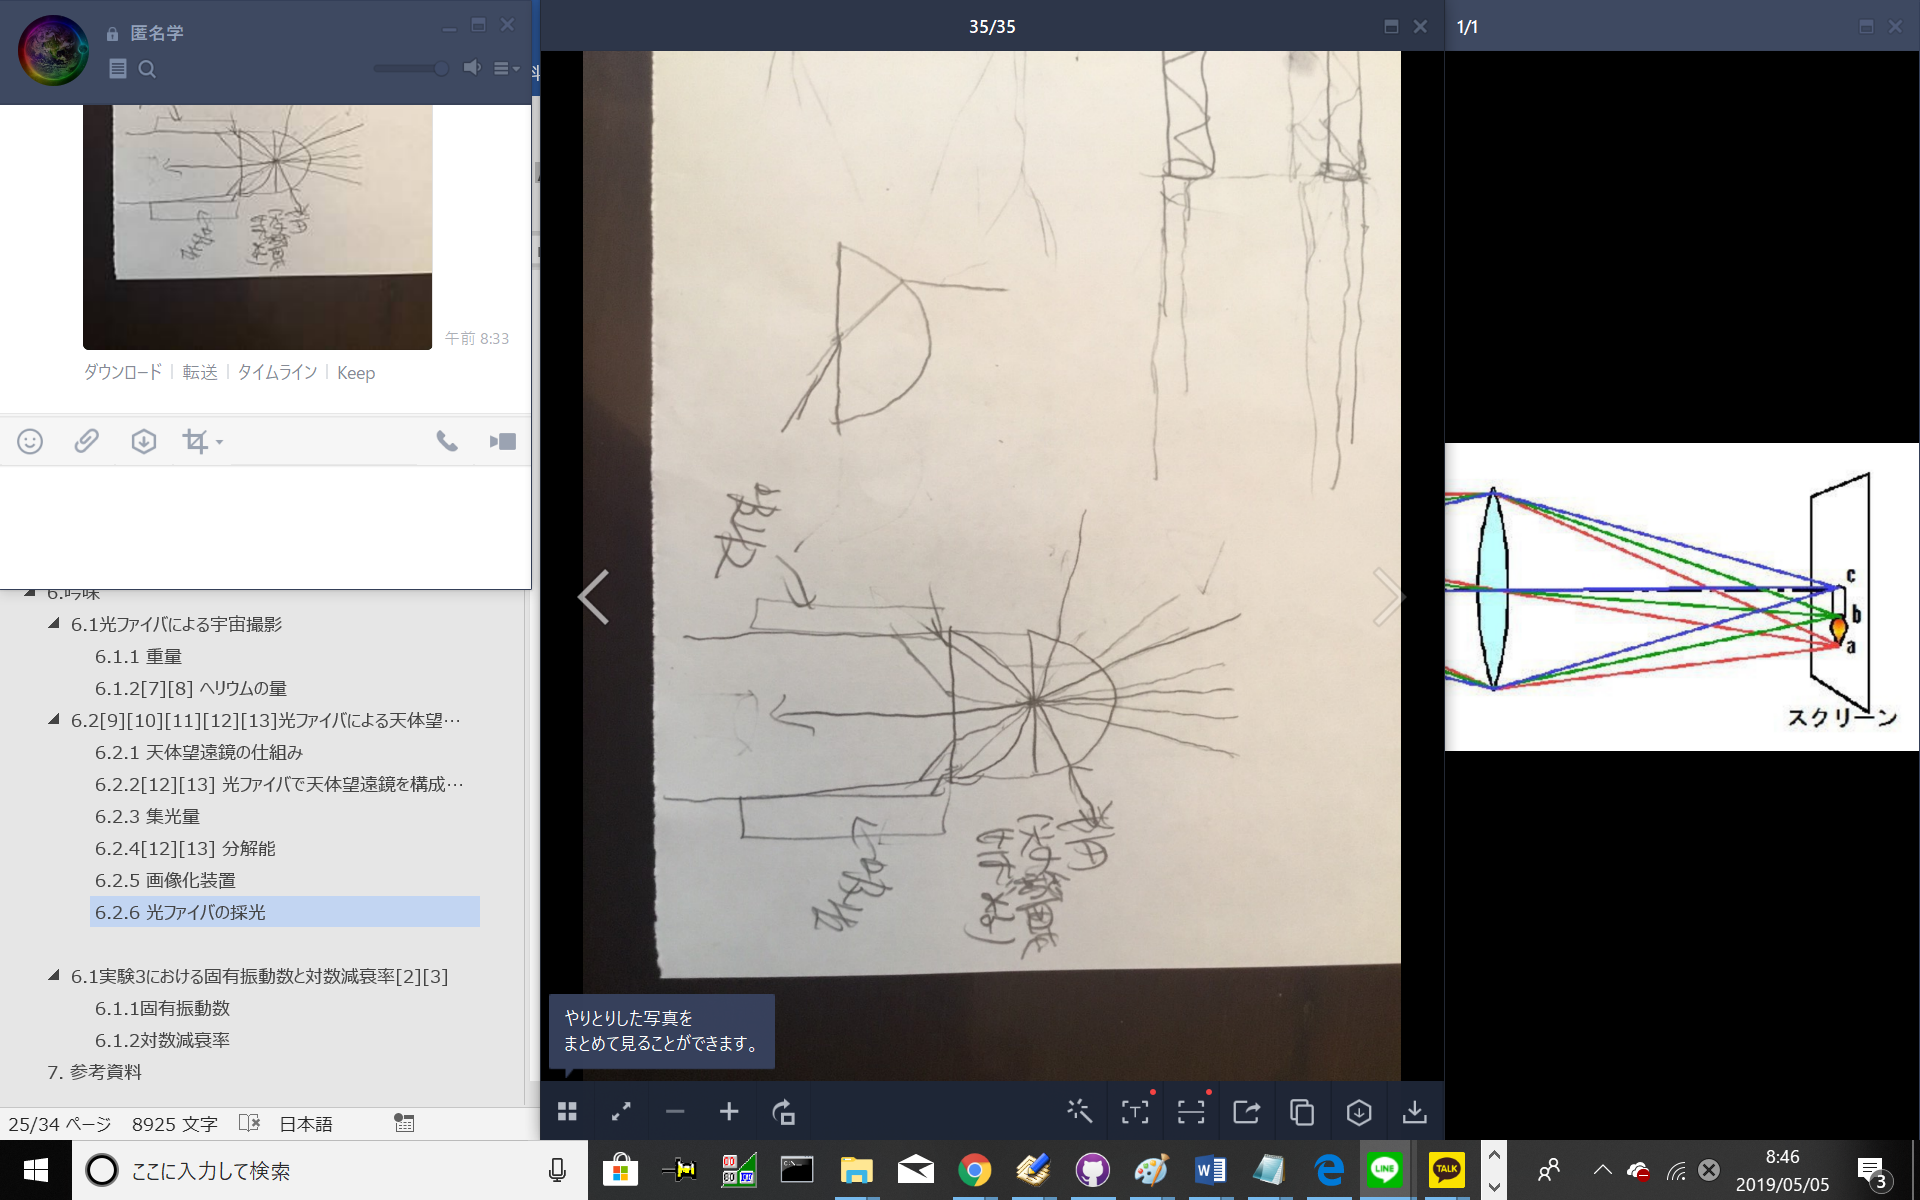 匿名学
午前 8:33
ダウンロード | 転送 | タイムライン | Keep
6.吟味
6.1光ファイバによる宇宙撮影
6.1.1 重量
6.1.2[7][8] ヘリウムの量
6.2[9][10][11][12][13]光ファイバによる天体望…
6.2.1 天体望遠鏡の仕組み
6.2.2[12][13] 光ファイバで天体望遠鏡を構成…
6.2.3 集光量
6.2.4[12][13] 分解能
6.2.5 画像化装置
6.2.6 光ファイバの採光
6.1実験3における固有振動数と対数減衰率[2][3]
6.1.1固有振動数
6.1.2対数減衰率
7. 参考資料
25/34 ページ 8925 文字 日本語
35/35
やりとりした写真を
まとめて見ることができます。
1/1
c
b
a
スクリーン
ここに入力して検索
LINE
TALK
8:46
2019/05/05
3